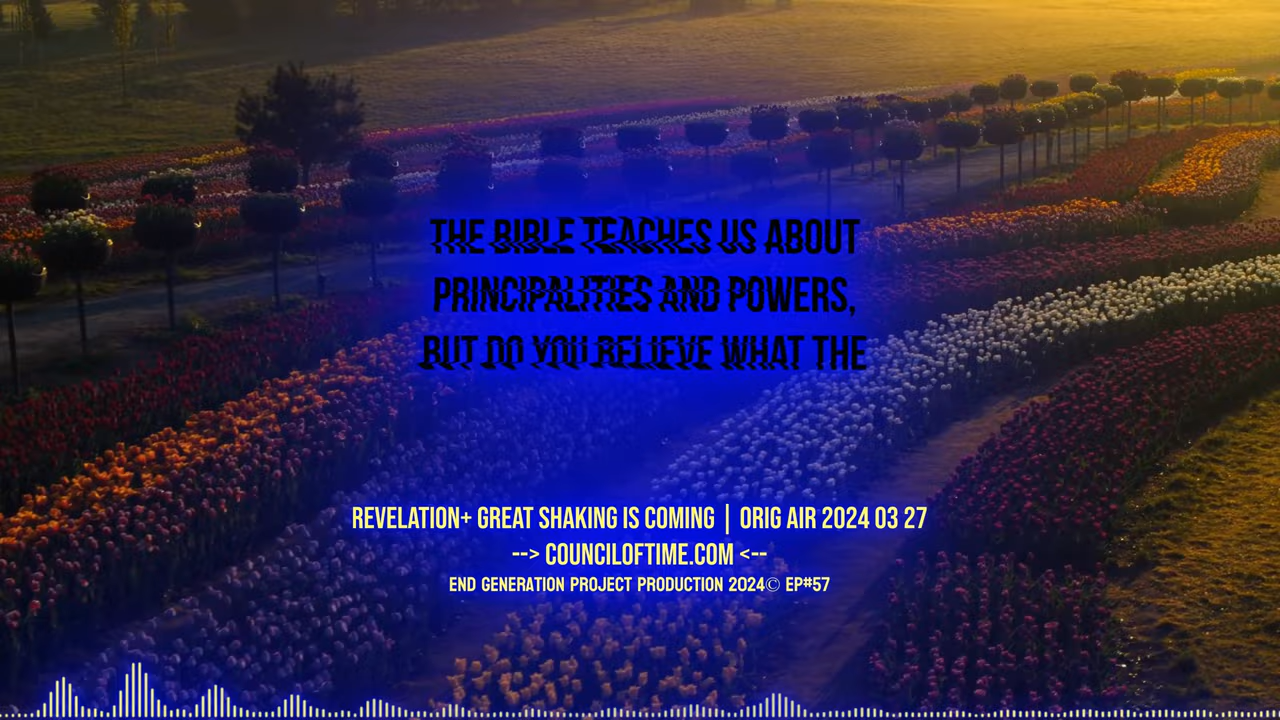 THE BIBLE TEACHES US ABOUT
PRINCIPALITIES AND POWERS,
BUT DO YOU BELIEVE WHAT THE
REVELATION+ GREAT SHAKING IS COMING | ORIG AIR 2024 03 27
--> COUNCILOFTIME.COM <--
END GENERATION PROJECT PRODUCTION 2024© EP#57